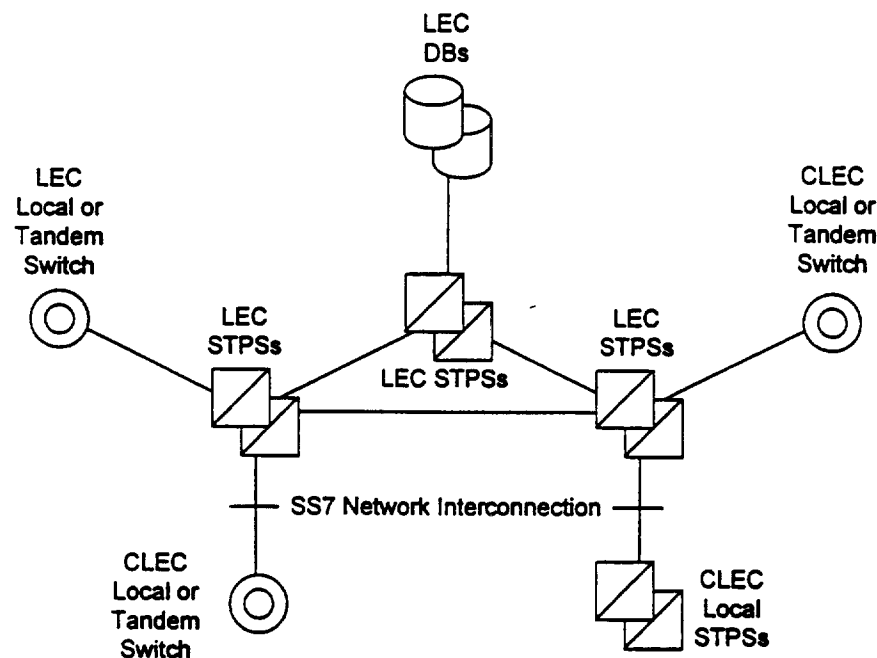 LEC
DBs
LEC
Local or
Tandem
Switch
CLEC
Local or
Tandem
Switch
LEC
STPSs
LEC
STPSs
LEC STPSs
SS7 Network Interconnection
CLEC
Local or
Tandem
Switch
CLEC
Local
STPSs